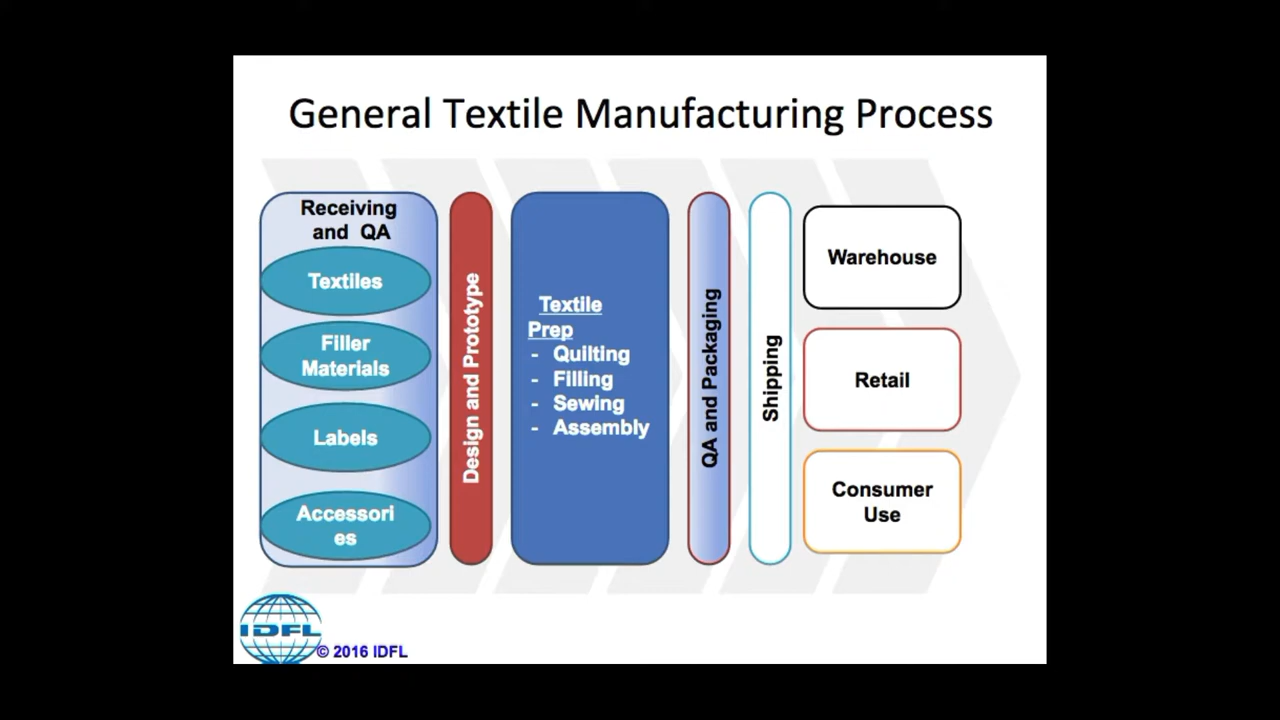 General Textile Manufacturing Process
Receiving
and QA
Textiles
Filler
Materials
Labels
Accessori
es
Design and Prototype
Textile
Prep
- Quilting
- Filling
- Sewing
- Assembly
QA and Packaging
Shipping
Warehouse
Retail
Consumer
Use
IDFL
© 2016 IDFL